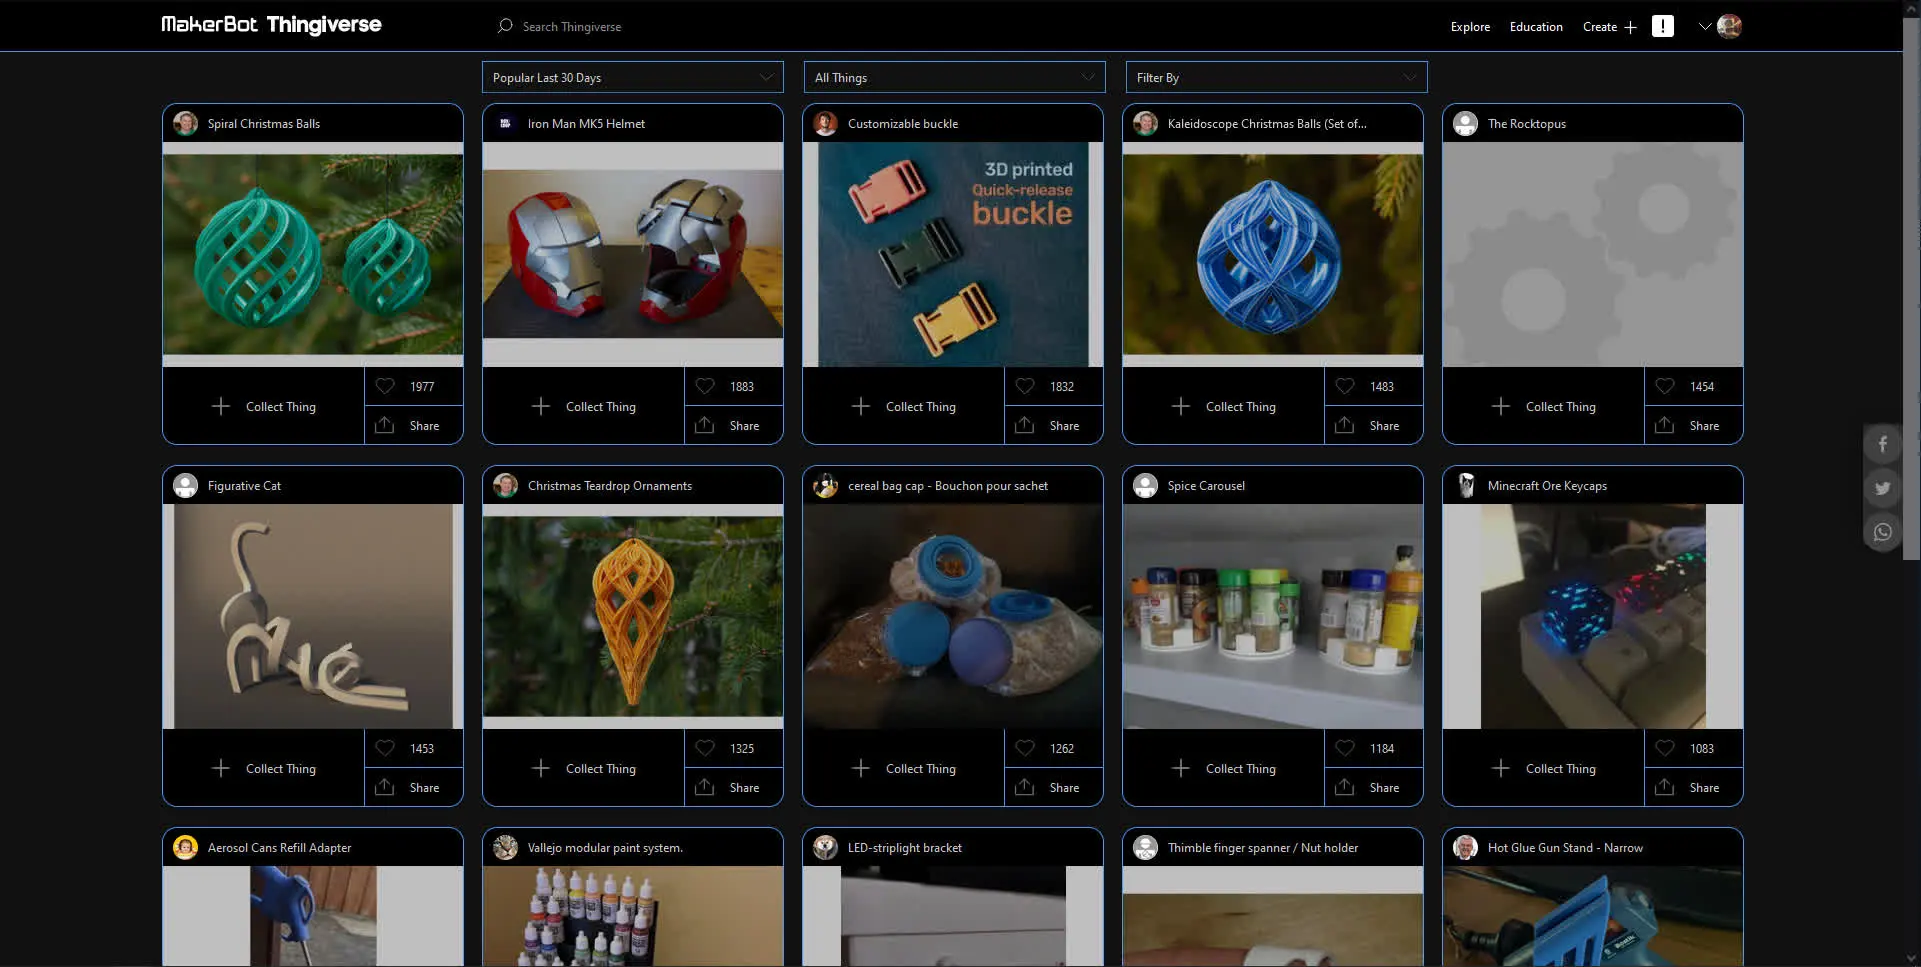 MakerBot Thingiverse
Search Thingiverse
Explore
Education
Create
Popular Last 30 Days
All Things
Filter By
Spiral Christmas Balls
Iron Man MK5 Helmet
Customizable buckle
Kaleidoscope Christmas Balls (Set of...
The Rocktopus
3D printed
Quick-release
buckle
Collect Thing
1977
Share
Collect Thing
1883
Share
Collect Thing
1832
Share
Collect Thing
1483
Share
Collect Thing
1454
Share
Figurative Cat
Christmas Teardrop Ornaments
cereal bag cap - Bouchon pour sachet
Spice Carousel
Minecraft Ore Keycaps
Collect Thing
1453
Share
Collect Thing
1325
Share
Collect Thing
1262
Share
Collect Thing
1184
Share
Collect Thing
1083
Share
Aerosol Cans Refill Adapter
Vallejo modular paint system.
LED-striplight bracket
Thimble finger spanner / Nut holder
Hot Glue Gun Stand - Narrow